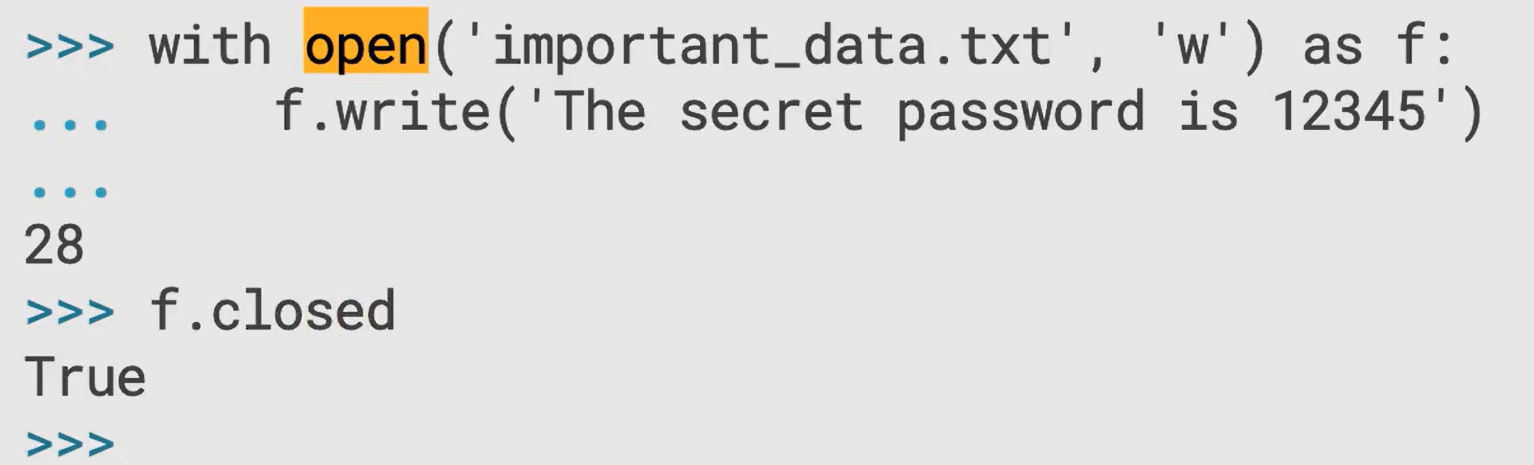 >>> with open('important_data.txt', 'w') as f:
...     f.write('The secret password is 12345')
...
28
>>> f.closed
True
>>>